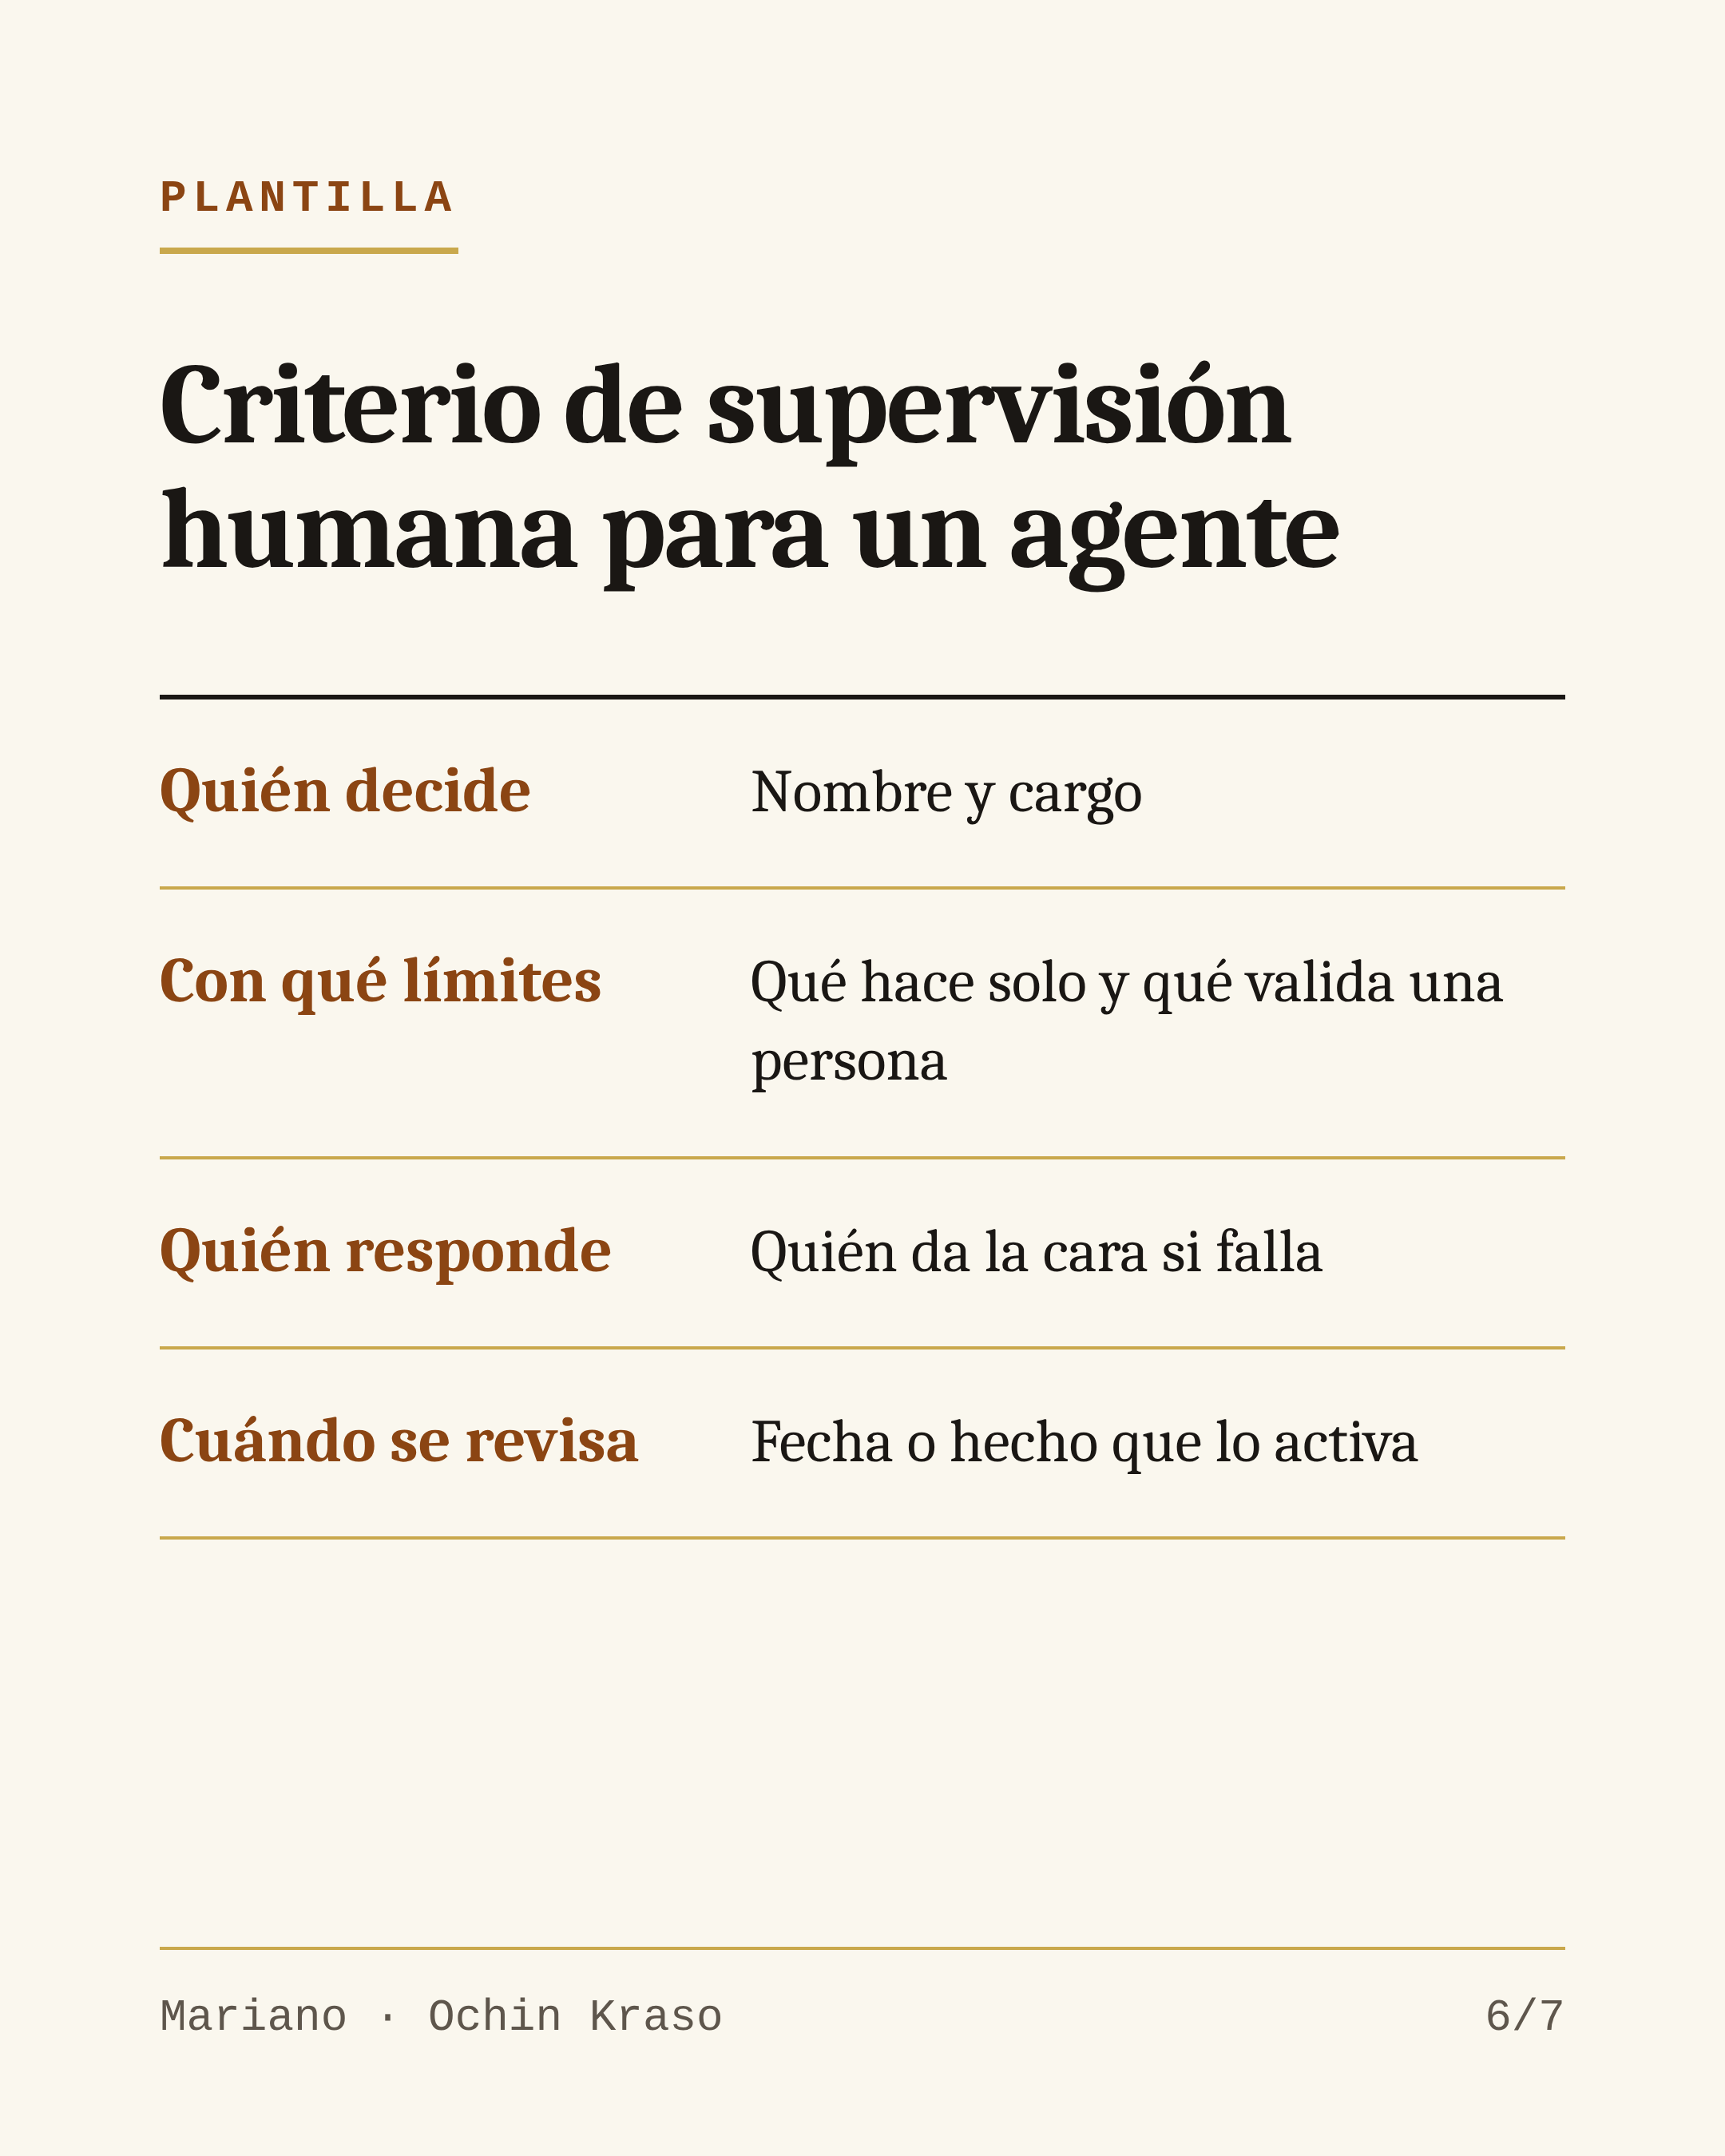 PLANTILLA
Criterio de supervisión
humana para un agente
Quién decide Nombre y cargo
Con qué límites Qué hace solo y qué valida una
persona
Quién responde Quién da la cara si falla
Cuándo se revisa Fecha o hecho que lo activa
Mariano · Ochin Kraso 6/7